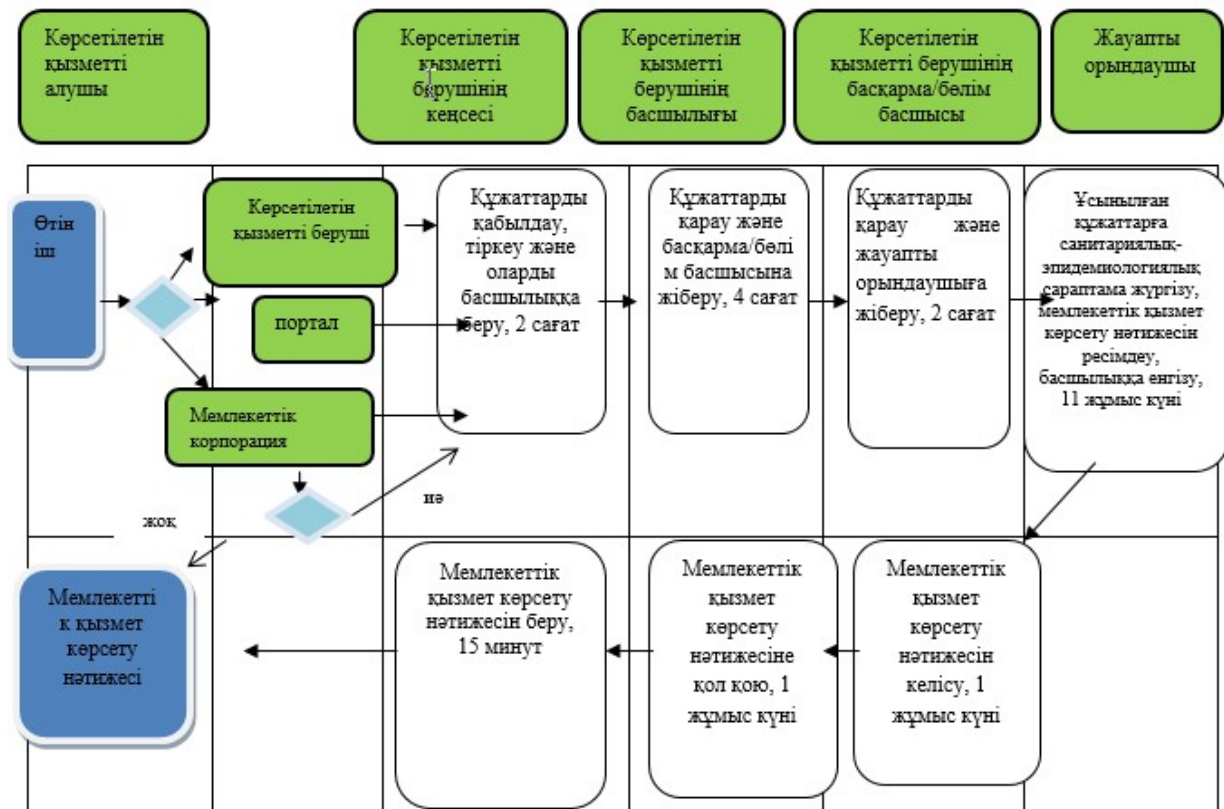 Көрсетілетін
қызметті
алушы
Көрсетілетін
қызметті
берушінің
кеңсесі
Көрсетілетін
қызметті
берушінің
басшылығы
Көрсетілетін
қызметті берушінің
басқарма/бөлім
басшысы
Жауапты
орындаушы
Өтін
іш
Көрсетілетін
қызметті беруші
портал
Мемлекеттік
корпорация
Құжаттарды
қабылдау,
тіркеу және
оларды
басшылыққа
беру, 2 сағат
Құжаттарды
қарау және
басқарма/бөлі
м басшысына
жіберу, 4 сағат
Құжаттарды
қарау және
жауапты
орындаушыға
жіберу, 2 сағат
Ұсынылған
құжаттарға
санитариялық-
эпидемиологиялық
сараптама жүргізу,
мемлекеттік қызмет
көрсету нәтижесін
ресімдеу,
басшылыққа енгізу,
11 жұмыс күні
иә
жоқ
Мемлекетті
к қызмет
көрсету
нәтижесі
Мемлекеттік
қызмет көрсету
нәтижесін беру,
15 минут
Мемлекеттік
қызмет
көрсету
нәтижесіне
қол қою, 1
жұмыс күні
Мемлекеттік
қызмет
көрсету
нәтижесін
келісу, 1
жұмыс күні